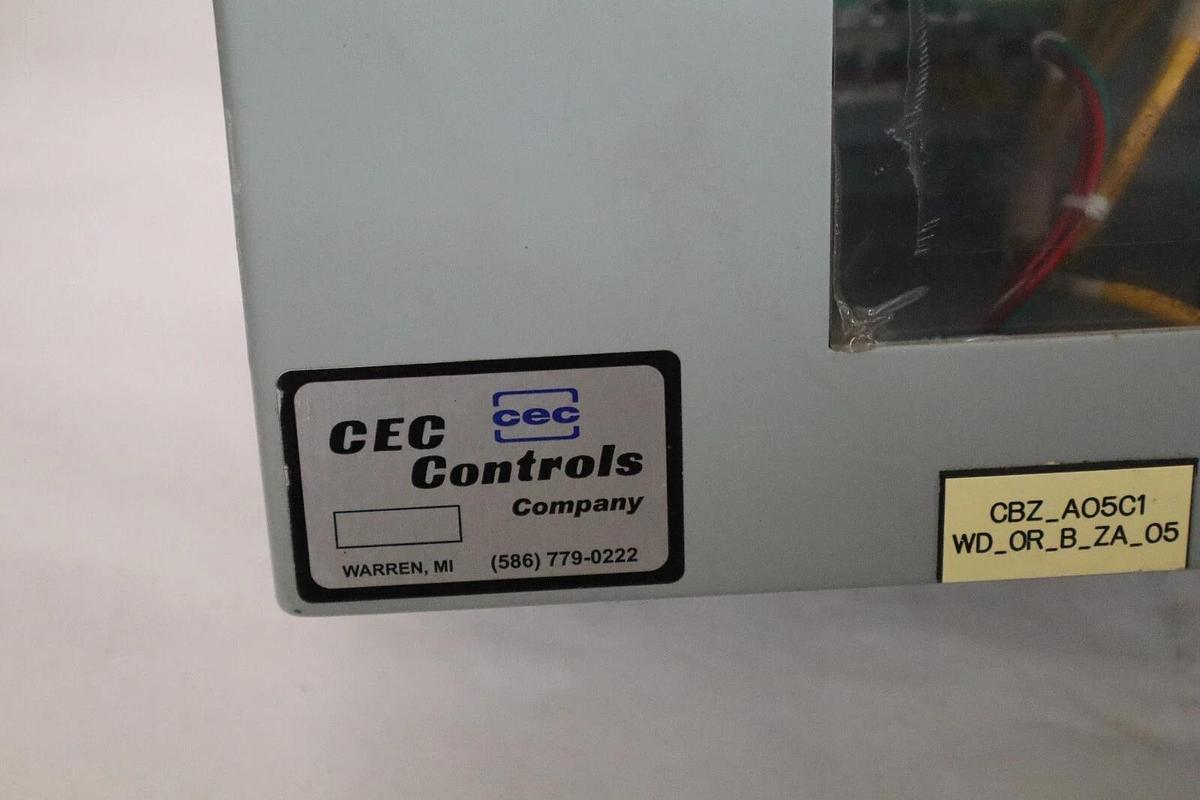 cec
CEC
Controls
Company
WARREN, MI (586) 779-0222
CBZ_A05C1
WD_OR_B_ZA_05